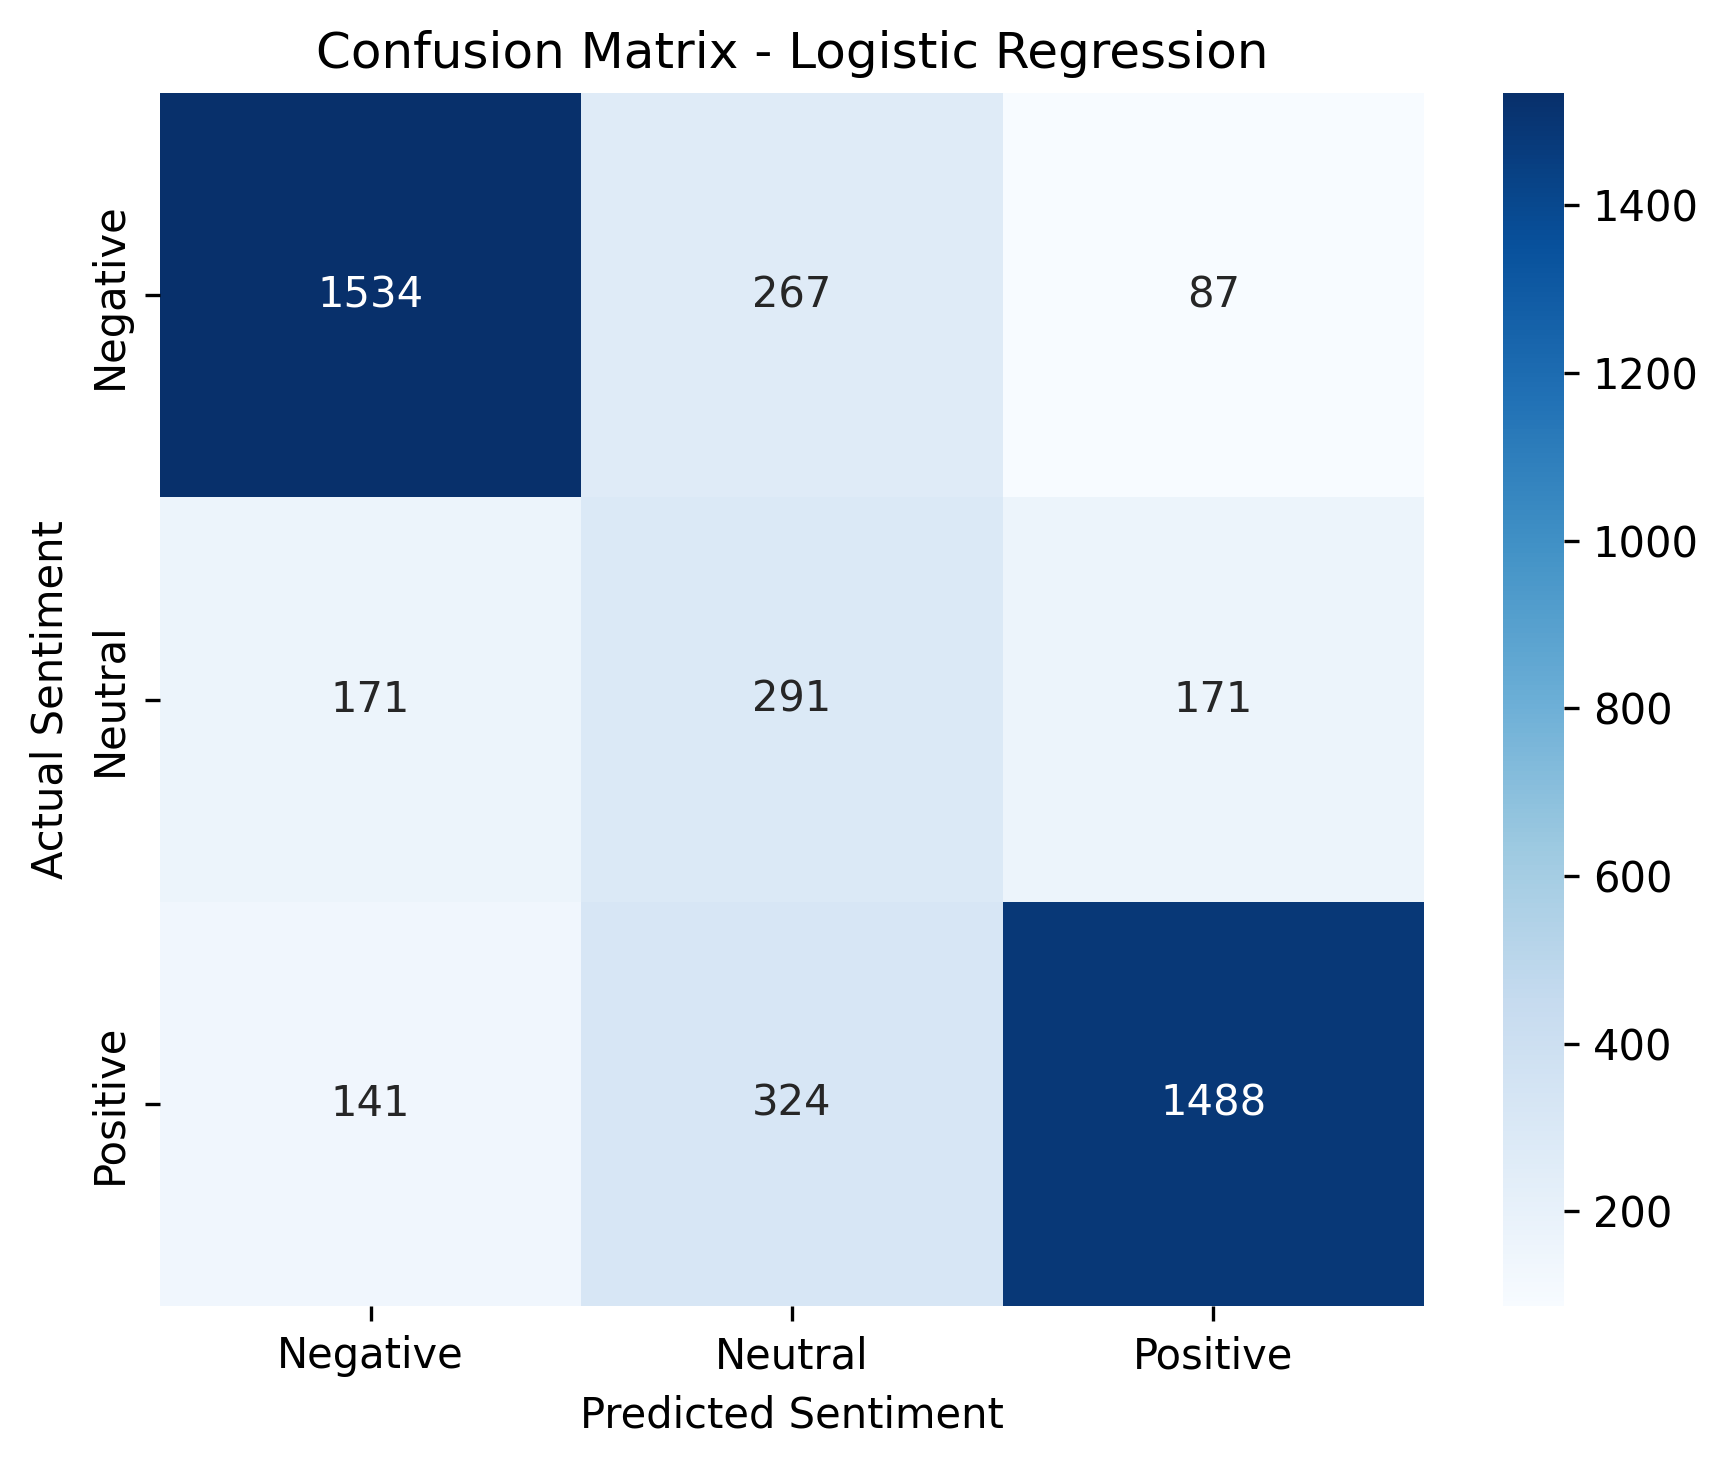 Confusion Matrix - Logistic Regression
Actual Sentiment
Negative
1534 267 87
Neutral
171 291 171
Positive
141 324 1488
Negative Neutral Positive
Predicted Sentiment
1400
1200
1000
800
600
400
200